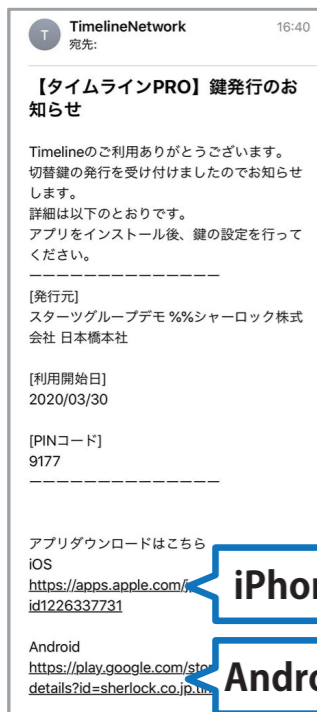 T
TimelineNetwork 16:40
宛先:
【タイムラインPRO】鍵発行のお
知らせ
Timelineのご利用ありがとうございます。
切替鍵の発行を受け付けましたのでお知らせ
します。
詳細は以下のとおりです。
アプリをインストール後、鍵の設定を行って
ください。
ーーーーーーーーーーーーーー
[発行元]
スターツグループデモ %%シャーロック株式
会社 日本橋本社
[利用開始日]
2020/03/30
[PINコード]
9177
ーーーーーーーーーーーーーー
アプリダウンロードはこちら
iOS
https://apps.apple.com/
id1226337731
iPhon
Android
https://play.google.com/stor
details?id=sherlock.co.jp.
Andro